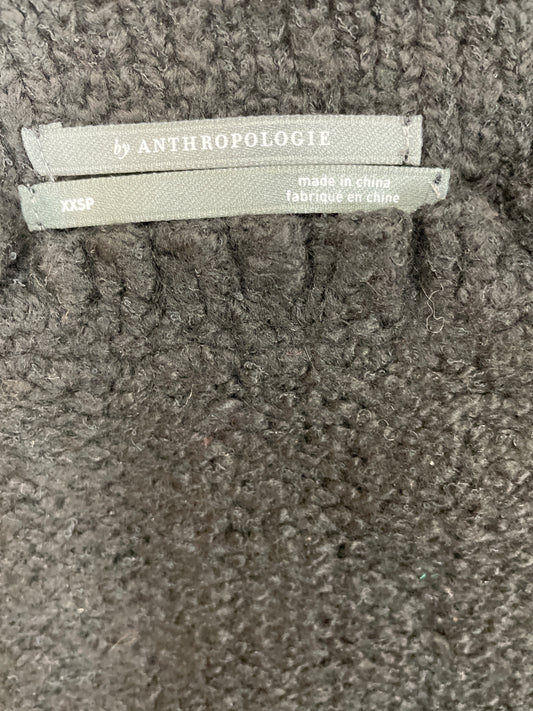 by ANTHROPOLOGIE
XXSP
made in china
fabriqué en chine